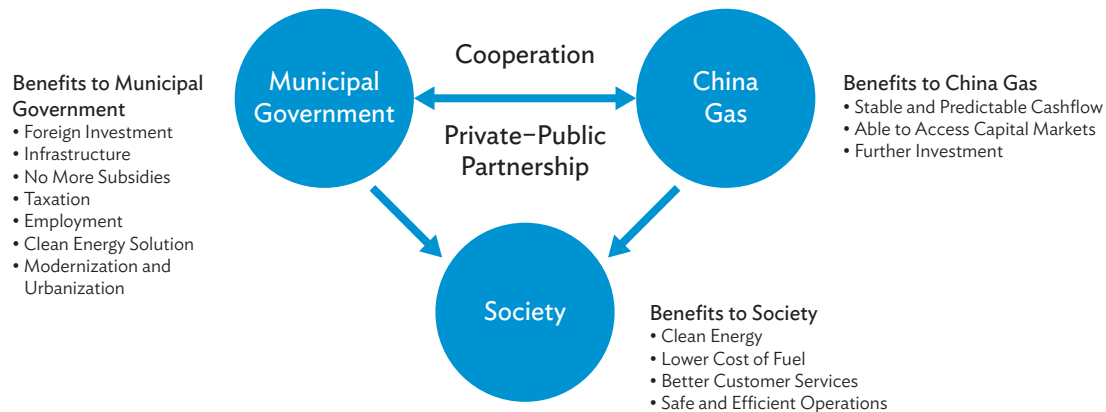 Benefits to Municipal
Government
• Foreign Investment
• Infrastructure
• No More Subsidies
• Taxation
• Employment
• Clean Energy Solution
• Modernization and
Urbanization
Municipal
Government
Cooperation
Private–Public
Partnership
China
Gas
Benefits to China Gas
• Stable and Predictable Cashflow
• Able to Access Capital Markets
• Further Investment
Society
Benefits to Society
• Clean Energy
• Lower Cost of Fuel
• Better Customer Services
• Safe and Efficient Operations